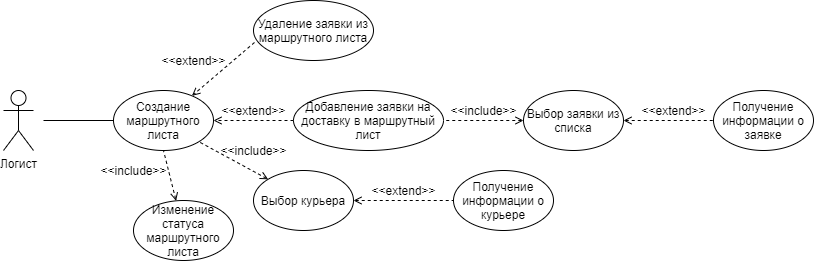 Удаление заявки из
маршрутного листа
<<extend>>
Создание
маршрутного
листа
<<extend>>
Добавление заявки на
доставку в маршрутный
лист
<<include>>
Выбор заявки из
списка
<<extend>>
Получение
информации о
заявке
Логист
<<include>>
<<include>>
Выбор курьера
<<extend>>
Получение
информации о
курьере
Изменение
статуса
маршрутного
листа